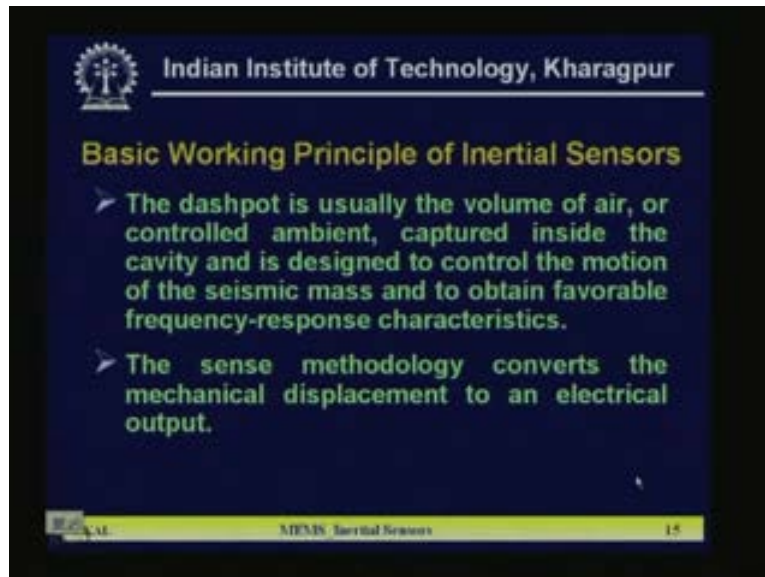 Indian Institute of Technology, Kharagpur
Basic Working Principle of Inertial Sensors
The dashpot is usually the volume of air, or
controlled ambient, captured inside the
cavity and is designed to control the motion
of the seismic mass and to obtain favorable
frequency-response characteristics.
The sense methodology converts the
mechanical displacement to an electrical
output.
KAL
MEMS_Inertial Sensors
15